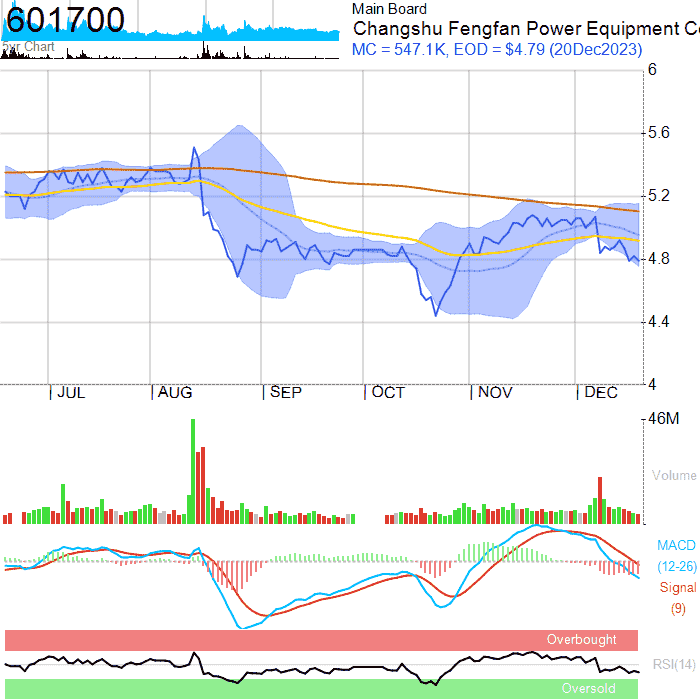 601700
5yr Chart
Main Board
Changshu Fengfan Power Equipment Co
MC = 547.1K, EOD = $4.79 (20Dec2023)
6
5.6
5.2
4.8
4.4
4
JUL AUG SEP OCT NOV DEC
46M
Volume
MACD
(12-26)
Signal
(9)
Overbought
RSI(14)
Oversold